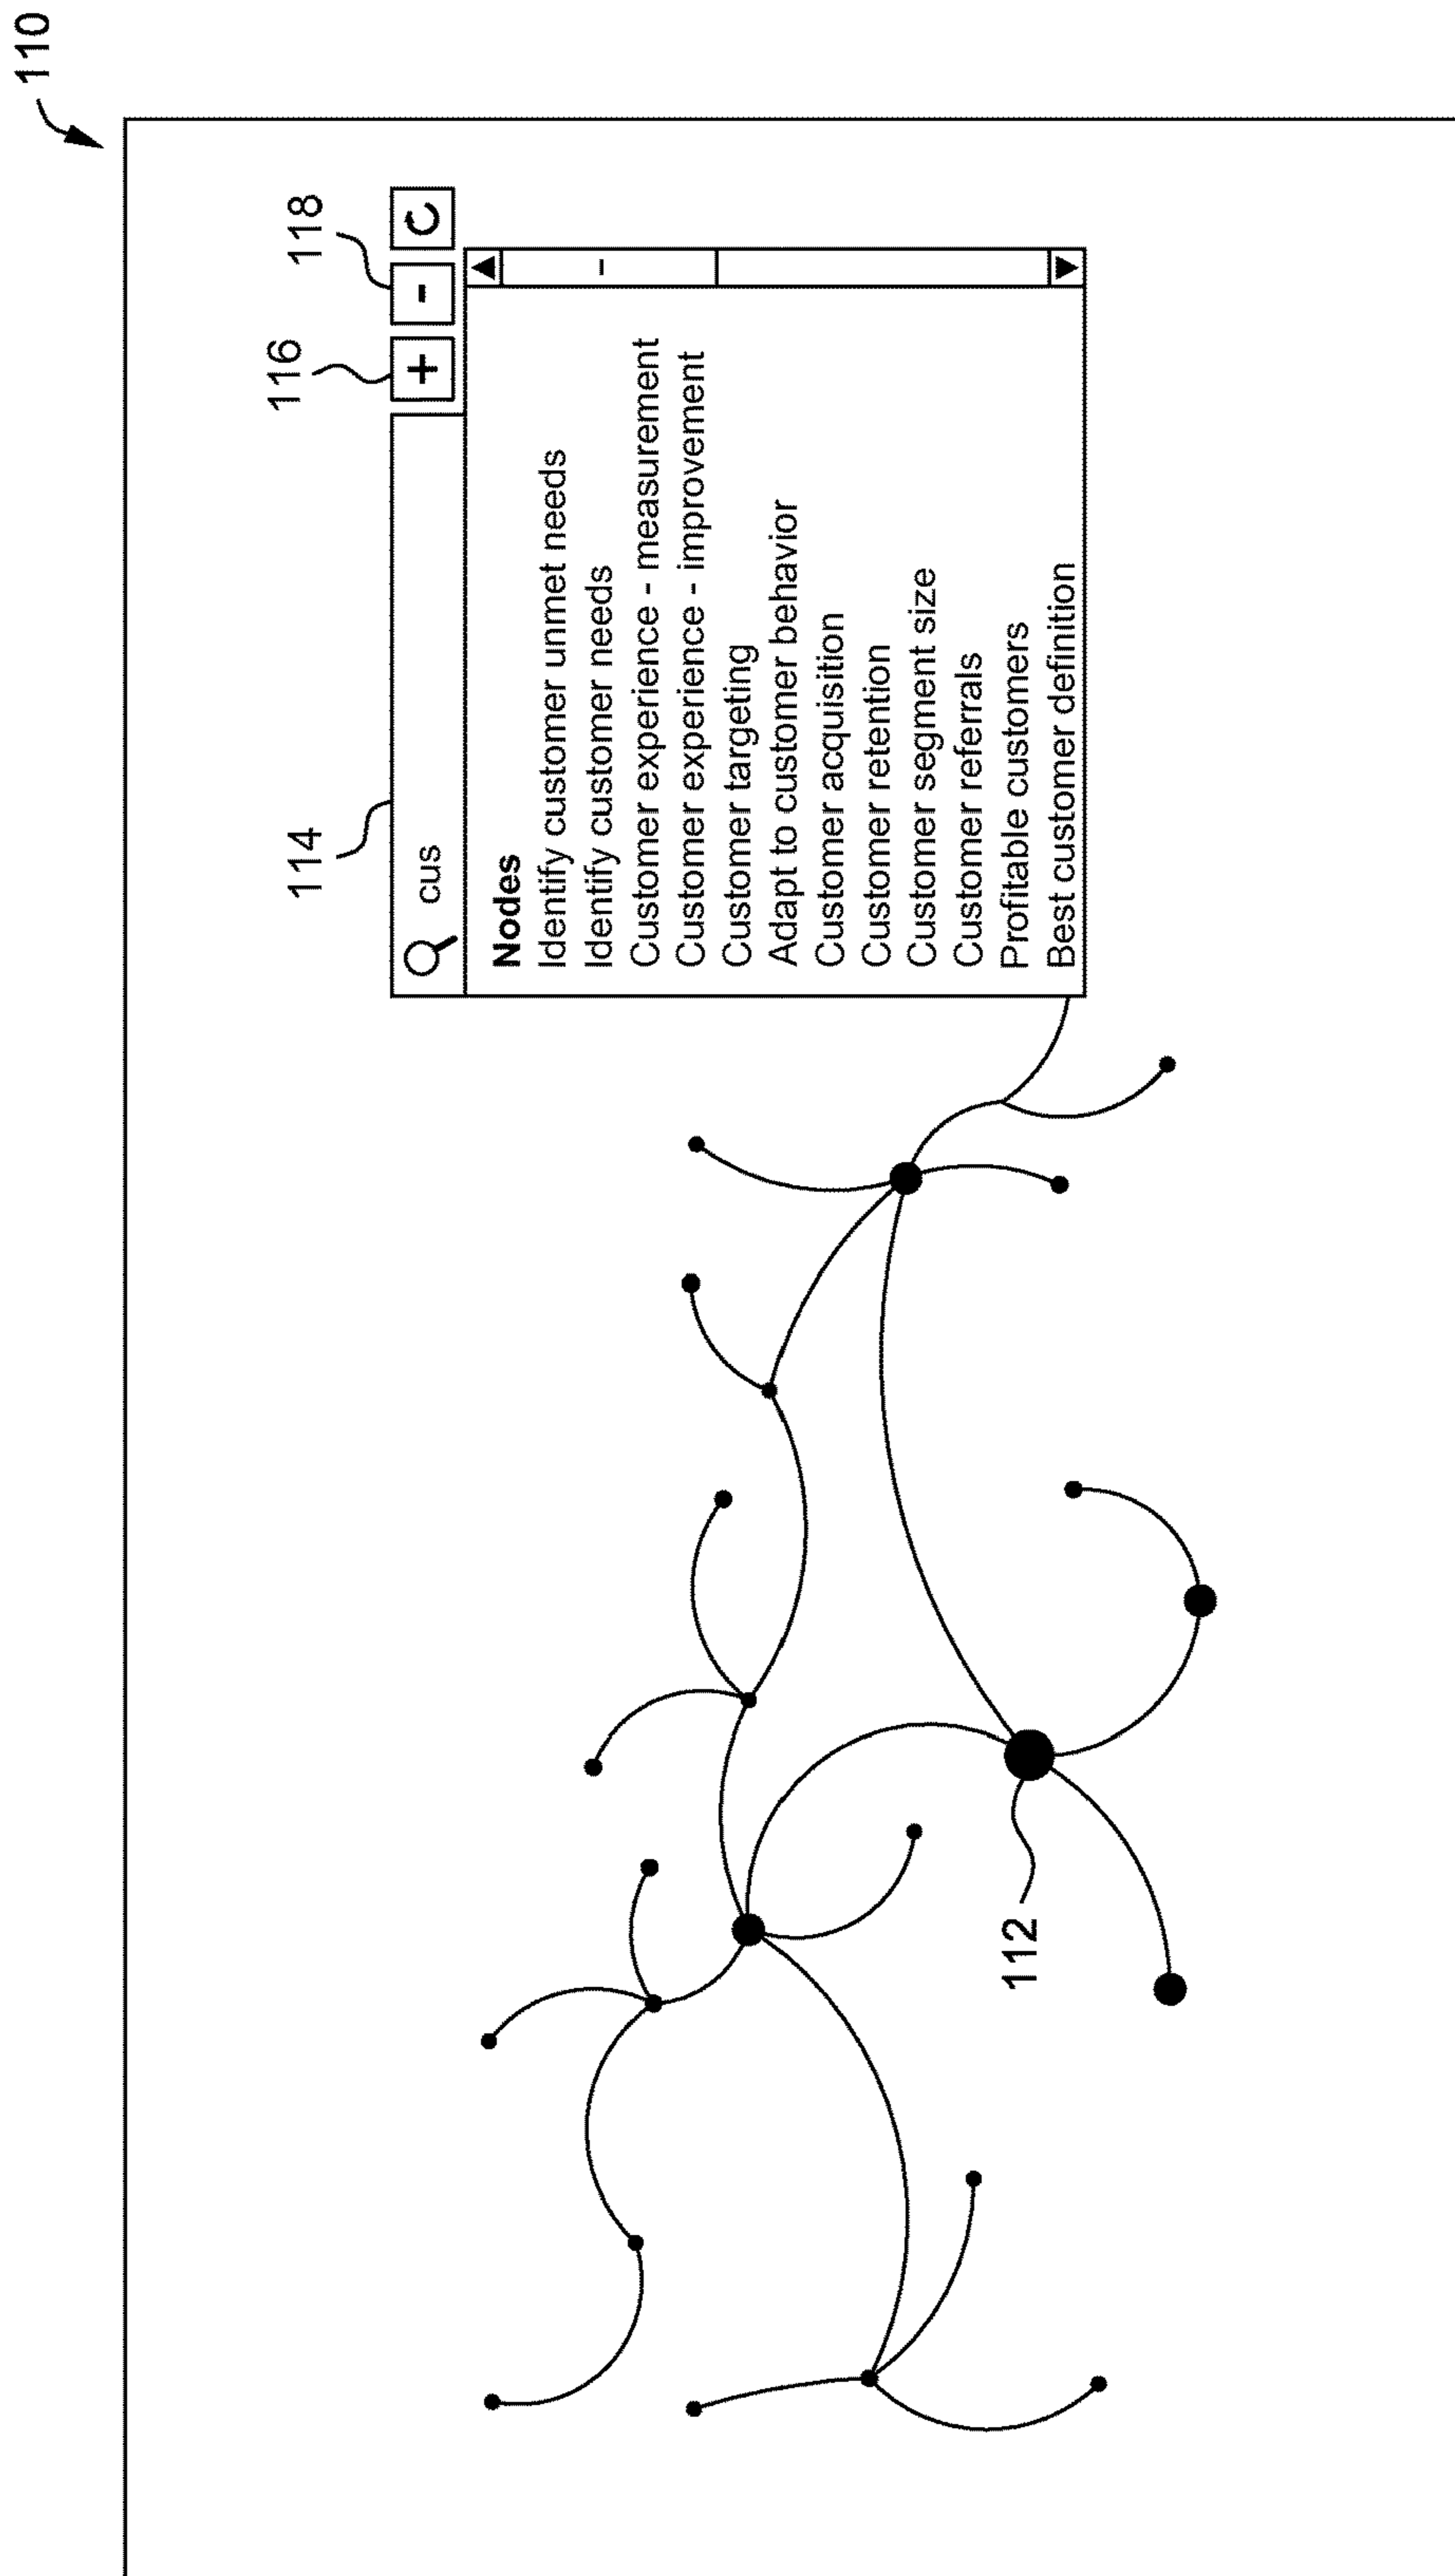 110
114
116
118
cus
+
-
Nodes
Identify customer unmet needs
Identify customer needs
Customer experience - measurement
Customer experience - improvement
Customer targeting
Adapt to customer behavior
Customer acquisition
Customer retention
Customer segment size
Customer referrals
Profitable customers
Best customer definition
112